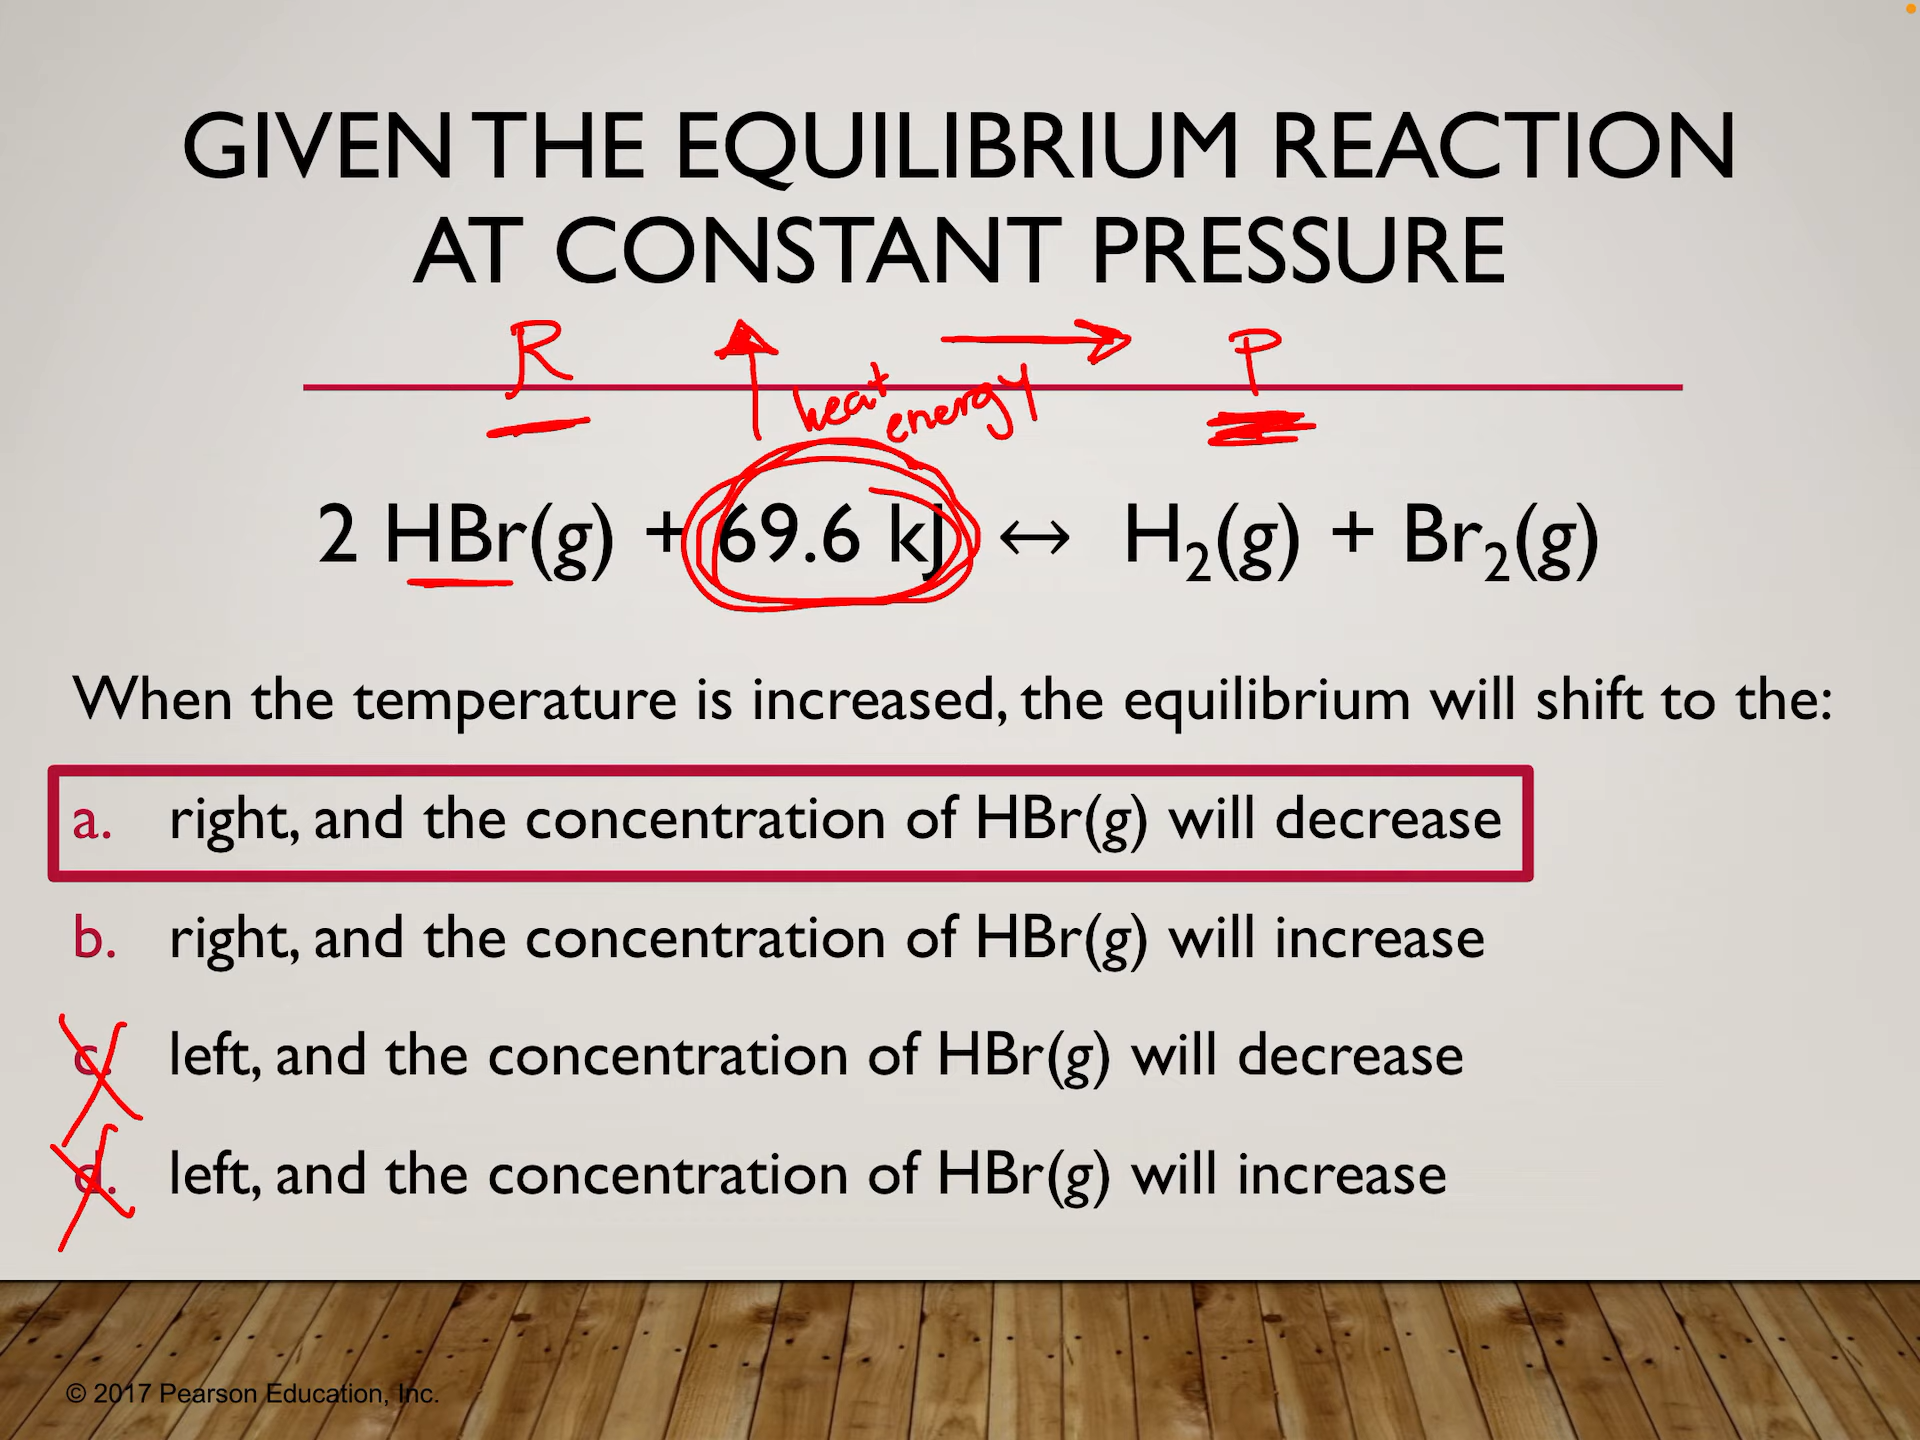 GIVEN THE EQUILIBRIUM REACTION
AT CONSTANT PRESSURE
R P
heat energy
2 HBr(g) + 69.6 kJ ↔ H₂(g) + Br₂(g)
When the temperature is increased, the equilibrium will shift to the:
a. right, and the concentration of HBr(g) will decrease
b. right, and the concentration of HBr(g) will increase
c. left, and the concentration of HBr(g) will decrease
d. left, and the concentration of HBr(g) will increase
© 2017 Pearson Education, Inc.